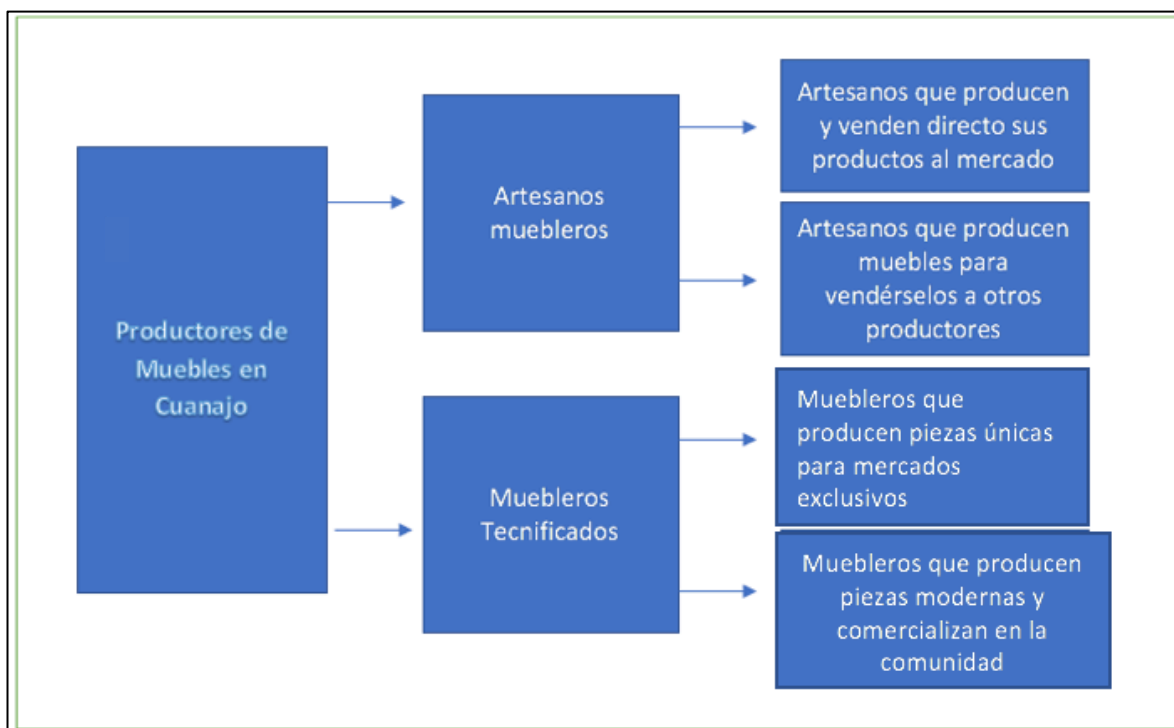 Productores de
Muebles en
Cuanajo
Artesanos
muebleros
Artesanos que producen
y venden directo sus
productos al mercado
Artesanos que producen
muebles para
vendérselos a otros
productores
Muebleros
Tecnificados
Muebleros que
producen piezas únicas
para mercados
exclusivos
Muebleros que producen
piezas modernas y
comercializan en la
comunidad